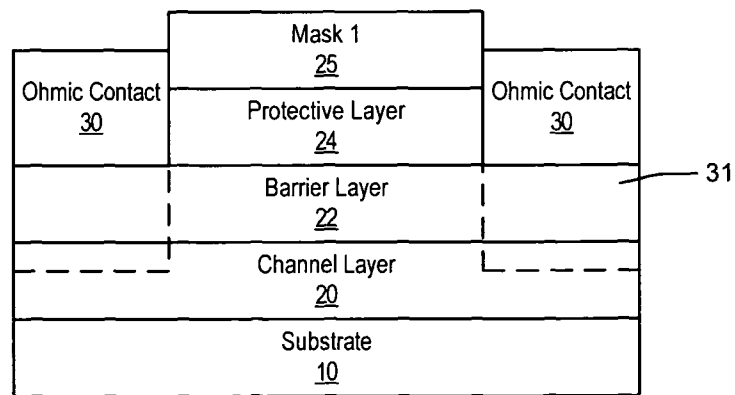 Mask 1
25
Ohmic Contact
30
Protective Layer
24
Ohmic Contact
30
Barrier Layer
22
31
Channel Layer
20
Substrate
10